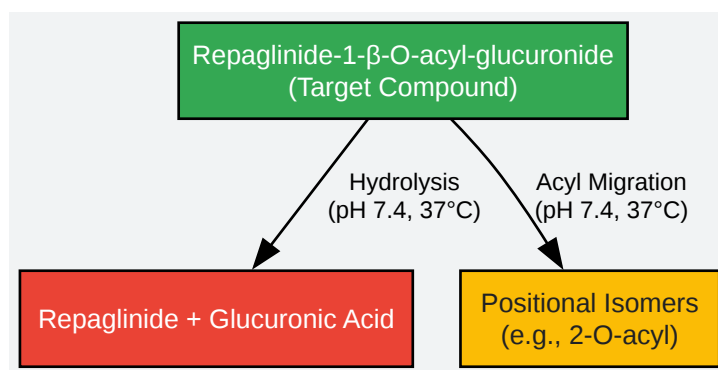 Repaglinide-1-β-O-acyl-glucuronide
(Target Compound)
Hydrolysis
(pH 7.4, 37°C)
Acyl Migration
(pH 7.4, 37°C)
Repaglinide + Glucuronic Acid
Positional Isomers
(e.g., 2-O-acyl)